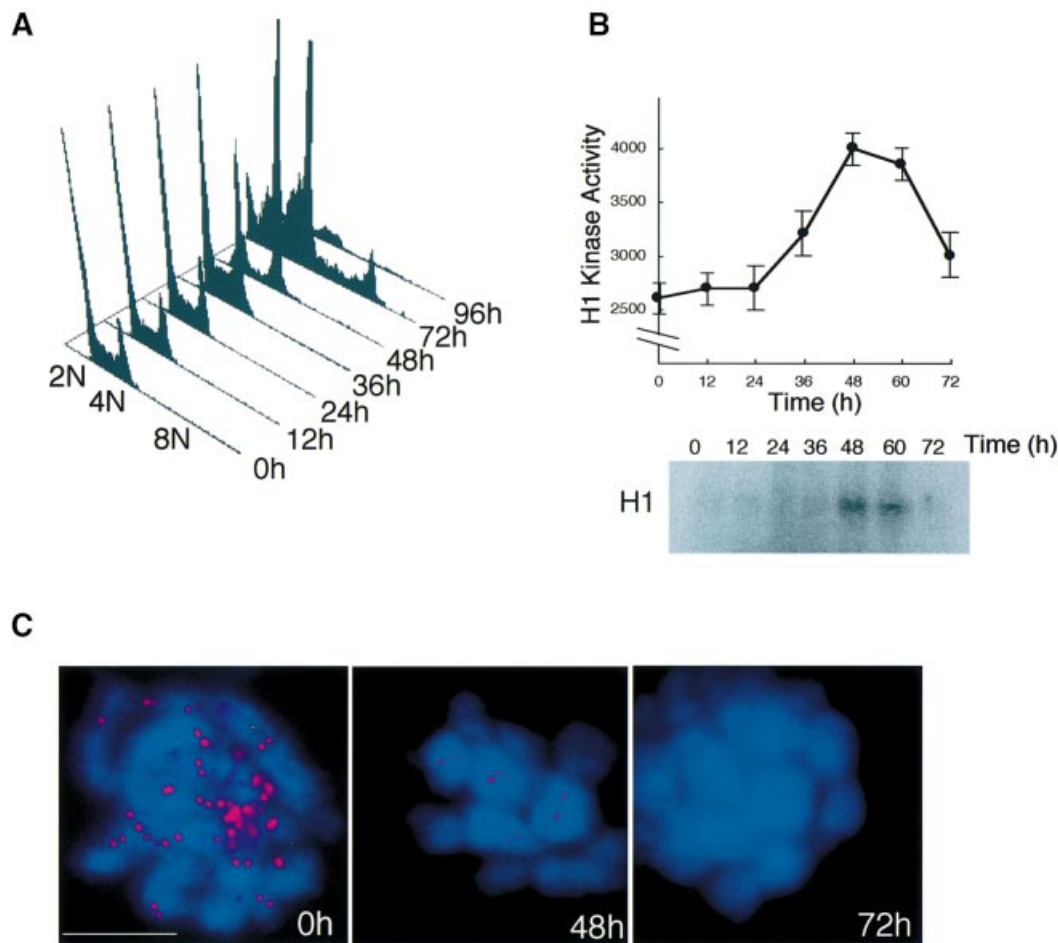 A
2N
4N
8N
0h
12h
24h
36h
48h
72h
96h
B
H1 Kinase Activity
4000
3500
3000
2500
0 12 24 36 48 60 72
Time (h)
0 12 24 36 48 60 72 Time (h)
H1
C
0h
48h
72h